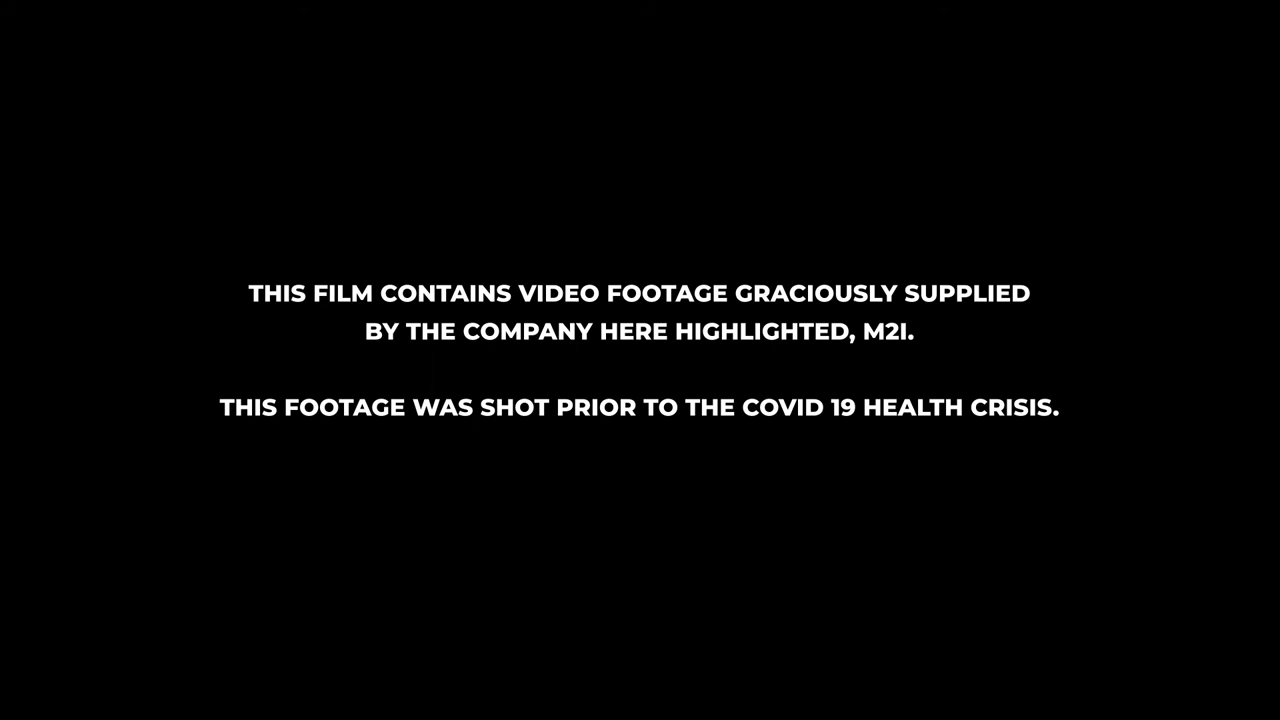 THIS FILM CONTAINS VIDEO FOOTAGE GRACIOUSLY SUPPLIED
BY THE COMPANY HERE HIGHLIGHTED, M2I.
THIS FOOTAGE WAS SHOT PRIOR TO THE COVID 19 HEALTH CRISIS.